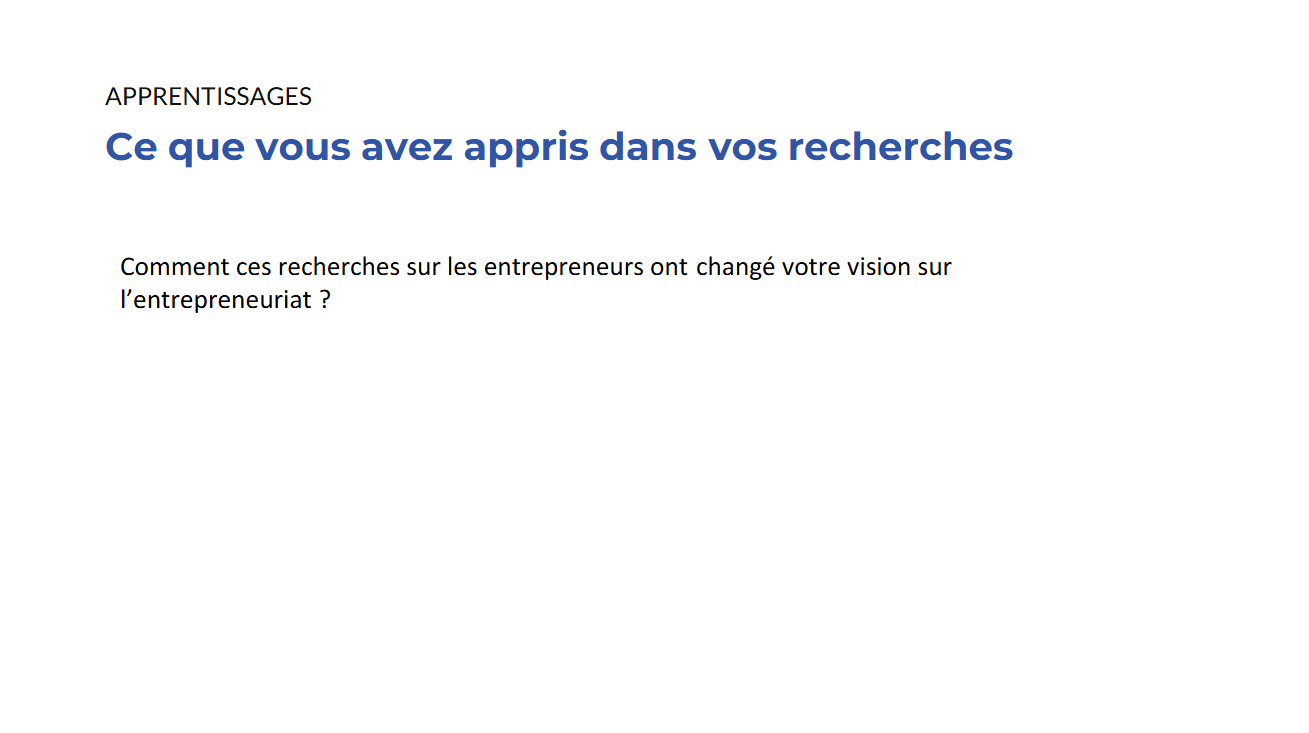 APPRENTISSAGES
Ce que vous avez appris dans vos recherches
Comment ces recherches sur les entrepreneurs ont changé votre vision sur
l’entrepreneuriat ?